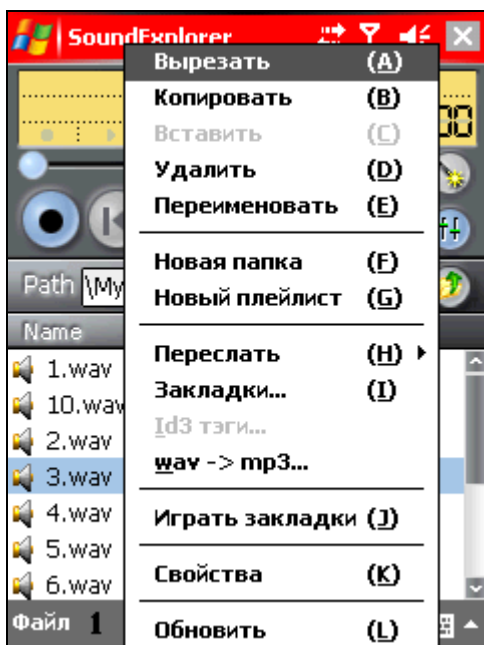 SoundExplorer
Вырезать (A)
Копировать (B)
Вставить (C)
Удалить (D)
Переименовать (E)
Новая папка (F)
Новый плейлист (G)
Переслать (H)
Закладки... (I)
Id3 тэги...
wav -> mp3...
Играть закладки (J)
Свойства (K)
Обновить (L)
00
Path \My
Name
1.wav
10.wav
2.wav
3.wav
4.wav
5.wav
6.wav
Файл 1